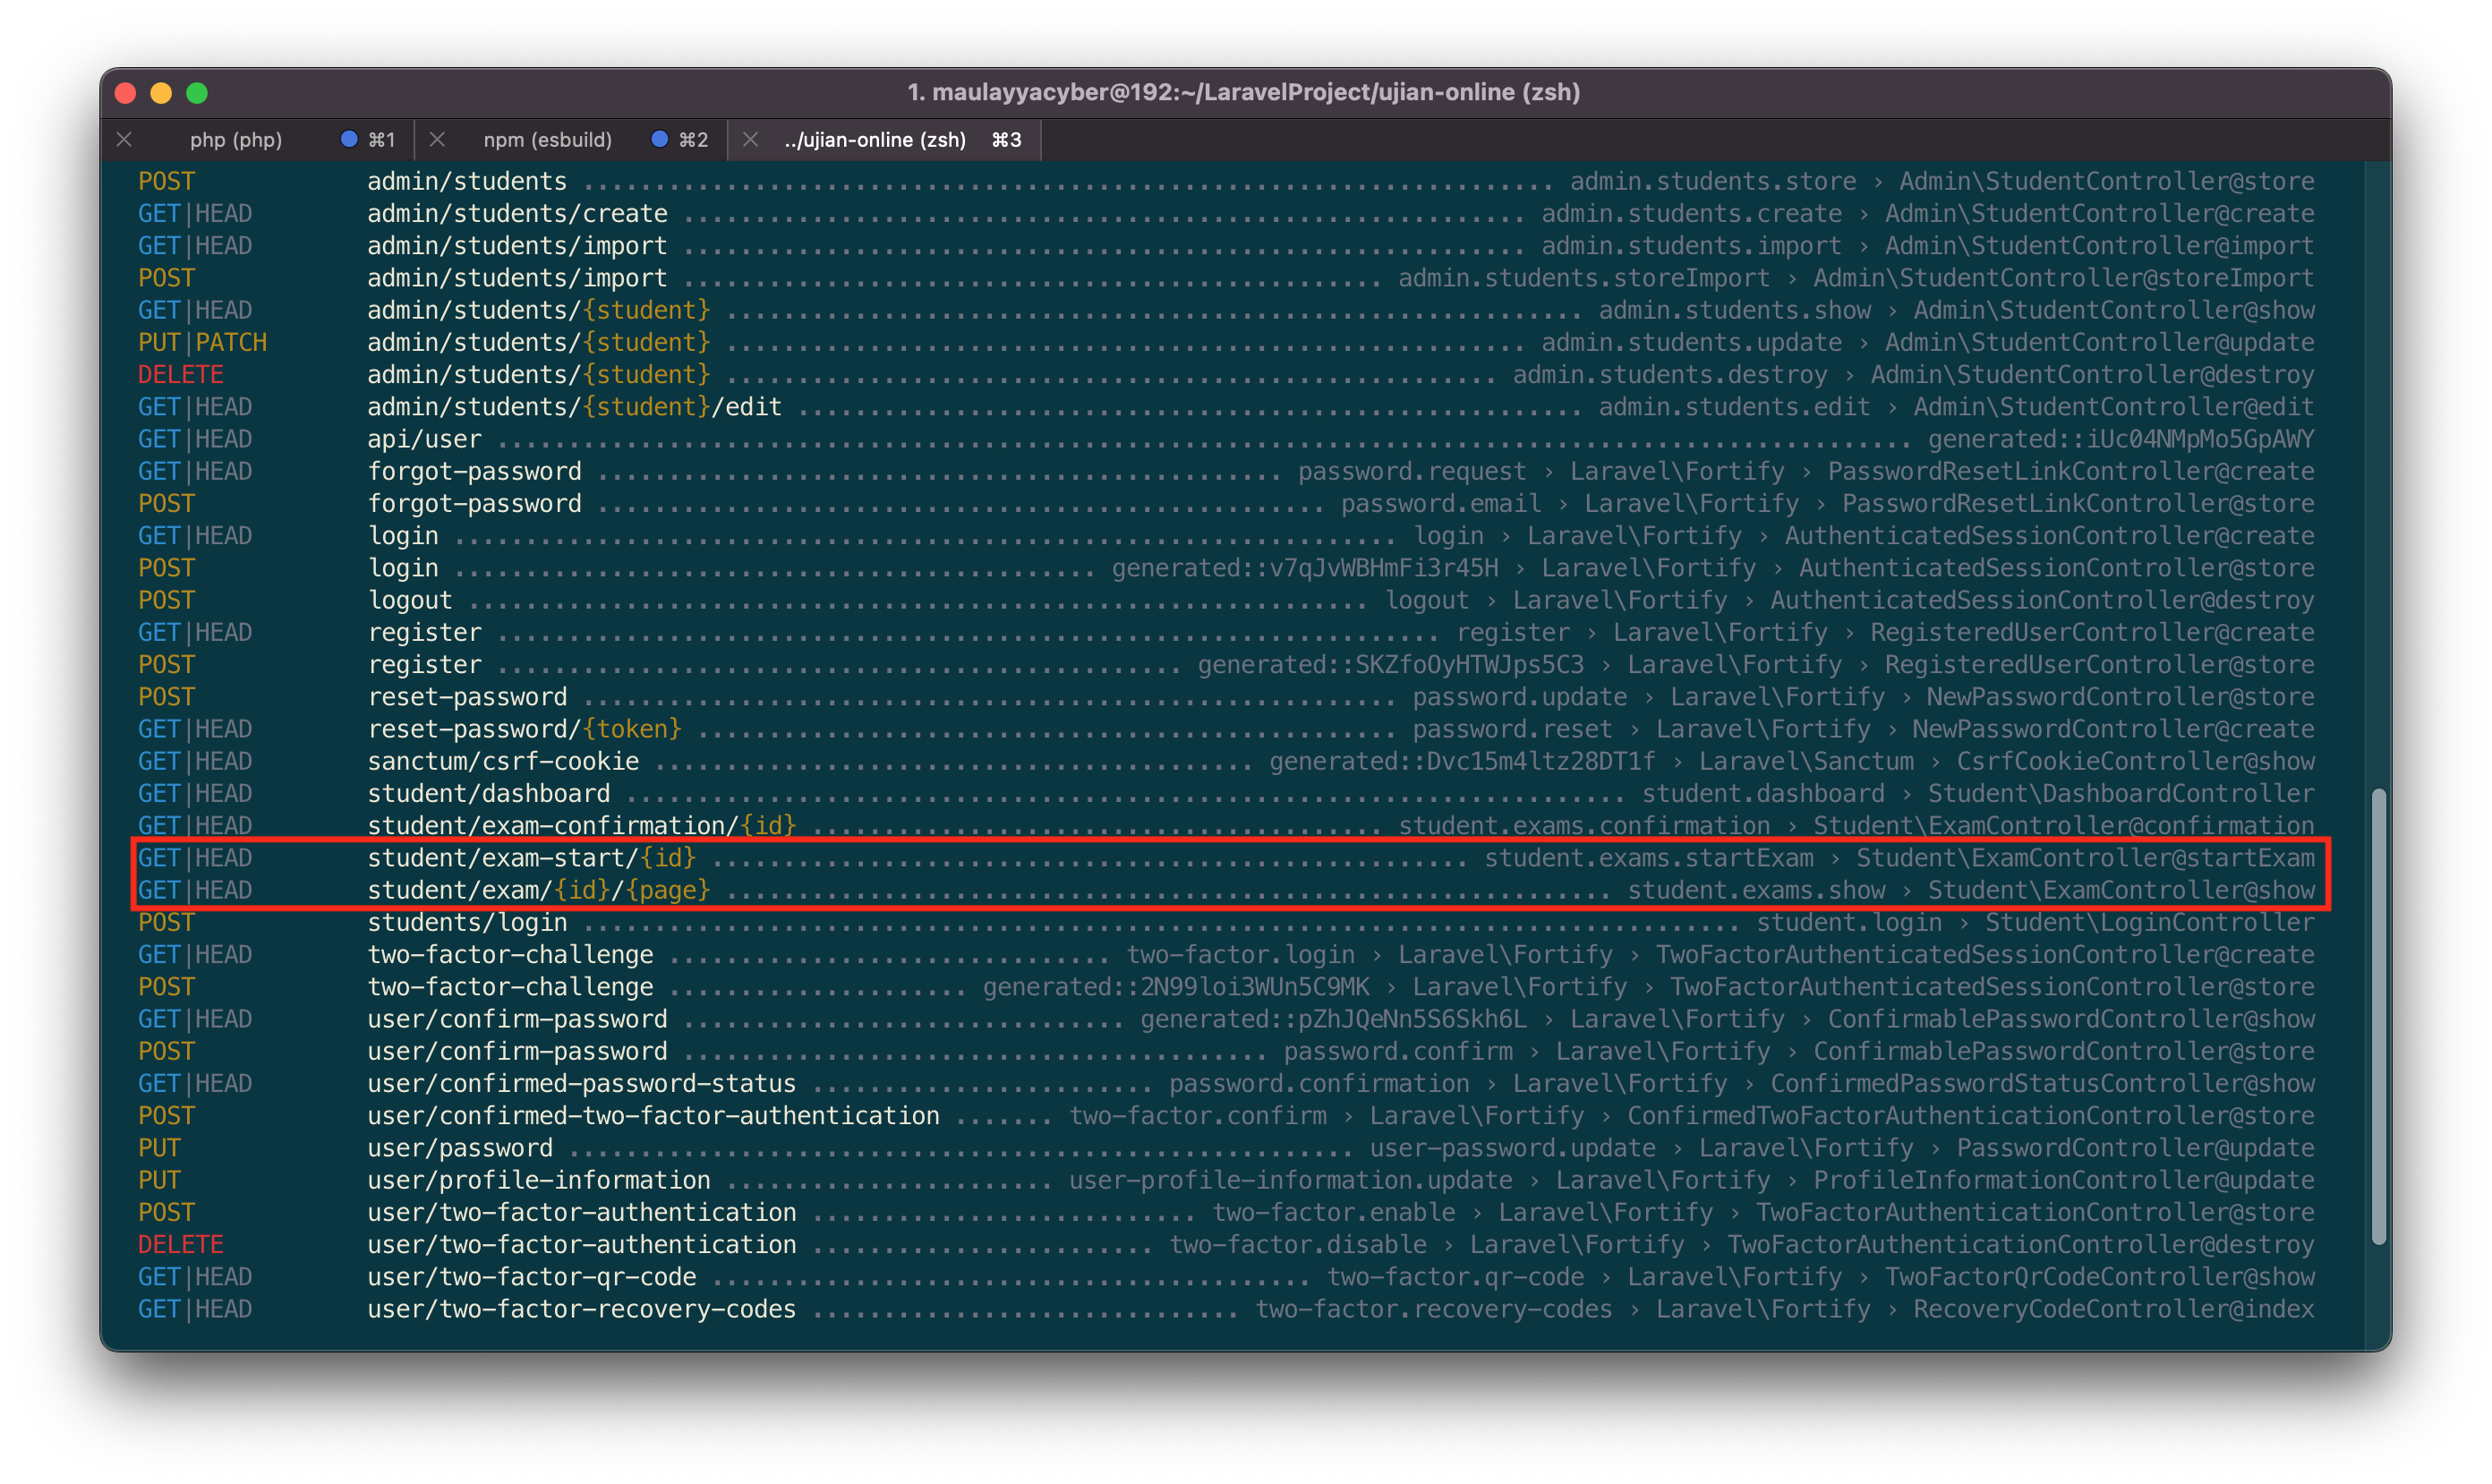 1. maulayyacyber@192:~/LaravelProject/ujian-online (zsh)
php (php) ⌘1 npm (esbuild) ⌘2 ../ujian-online (zsh) ⌘3
POST admin/students ........ admin.students.store › Admin\StudentController@store
GET|HEAD admin/students/create ........ admin.students.create › Admin\StudentController@create
GET|HEAD admin/students/import ........ admin.students.import › Admin\StudentController@import
POST admin/students/import ........ admin.students.storeImport › Admin\StudentController@storeImport
GET|HEAD admin/students/{student} ........ admin.students.show › Admin\StudentController@show
PUT|PATCH admin/students/{student} ........ admin.students.update › Admin\StudentController@update
DELETE admin/students/{student} ........ admin.students.destroy › Admin\StudentController@destroy
GET|HEAD admin/students/{student}/edit ........ admin.students.edit › Admin\StudentController@edit
GET|HEAD api/user ........ generated::iUc04NMpMo5GpAWY
GET|HEAD forgot-password ........ password.request › Laravel\Fortify › PasswordResetLinkController@create
POST forgot-password ........ password.email › Laravel\Fortify › PasswordResetLinkController@store
GET|HEAD login ........ login › Laravel\Fortify › AuthenticatedSessionController@create
POST login ........ generated::v7qJvWBHmFi3r45H › Laravel\Fortify › AuthenticatedSessionController@store
POST logout ........ logout › Laravel\Fortify › AuthenticatedSessionController@destroy
GET|HEAD register ........ register › Laravel\Fortify › RegisteredUserController@create
POST register ........ generated::SKZfoOyHTWJps5C3 › Laravel\Fortify › RegisteredUserController@store
POST reset-password ........ password.update › Laravel\Fortify › NewPasswordController@store
GET|HEAD reset-password/{token} ........ password.reset › Laravel\Fortify › NewPasswordController@create
GET|HEAD sanctum/csrf-cookie ........ generated::Dvc15m4ltz28DT1f › Laravel\Sanctum › CsrfCookieController@show
GET|HEAD student/dashboard ........ student.dashboard › Student\DashboardController
GET|HEAD student/exam-confirmation/{id} ........ student.exams.confirmation › Student\ExamController@confirmation
GET|HEAD student/exam-start/{id} ........ student.exams.startExam › Student\ExamController@startExam
GET|HEAD student/exam/{id}/{page} ........ student.exams.show › Student\ExamController@show
POST students/login ........ student.login › Student\LoginController
GET|HEAD two-factor-challenge ........ two-factor.login › Laravel\Fortify › TwoFactorAuthenticatedSessionController@create
POST two-factor-challenge ........ generated::2N99loi3WUn5C9MK › Laravel\Fortify › TwoFactorAuthenticatedSessionController@store
GET|HEAD user/confirm-password ........ generated::pZhJQeNn5S6Skh6L › Laravel\Fortify › ConfirmablePasswordController@show
POST user/confirm-password ........ password.confirm › Laravel\Fortify › ConfirmablePasswordController@store
GET|HEAD user/confirmed-password-status ........ password.confirmation › Laravel\Fortify › ConfirmedPasswordStatusController@show
POST user/confirmed-two-factor-authentication ....... two-factor.confirm › Laravel\Fortify › ConfirmedTwoFactorAuthenticationController@store
PUT user/password ........ user-password.update › Laravel\Fortify › PasswordController@update
PUT user/profile-information ........ user-profile-information.update › Laravel\Fortify › ProfileInformationController@update
POST user/two-factor-authentication ........ two-factor.enable › Laravel\Fortify › TwoFactorAuthenticationController@store
DELETE user/two-factor-authentication ........ two-factor.disable › Laravel\Fortify › TwoFactorAuthenticationController@destroy
GET|HEAD user/two-factor-qr-code ........ two-factor.qr-code › Laravel\Fortify › TwoFactorQrCodeController@show
GET|HEAD user/two-factor-recovery-codes ........ two-factor.recovery-codes › Laravel\Fortify › RecoveryCodeController@index